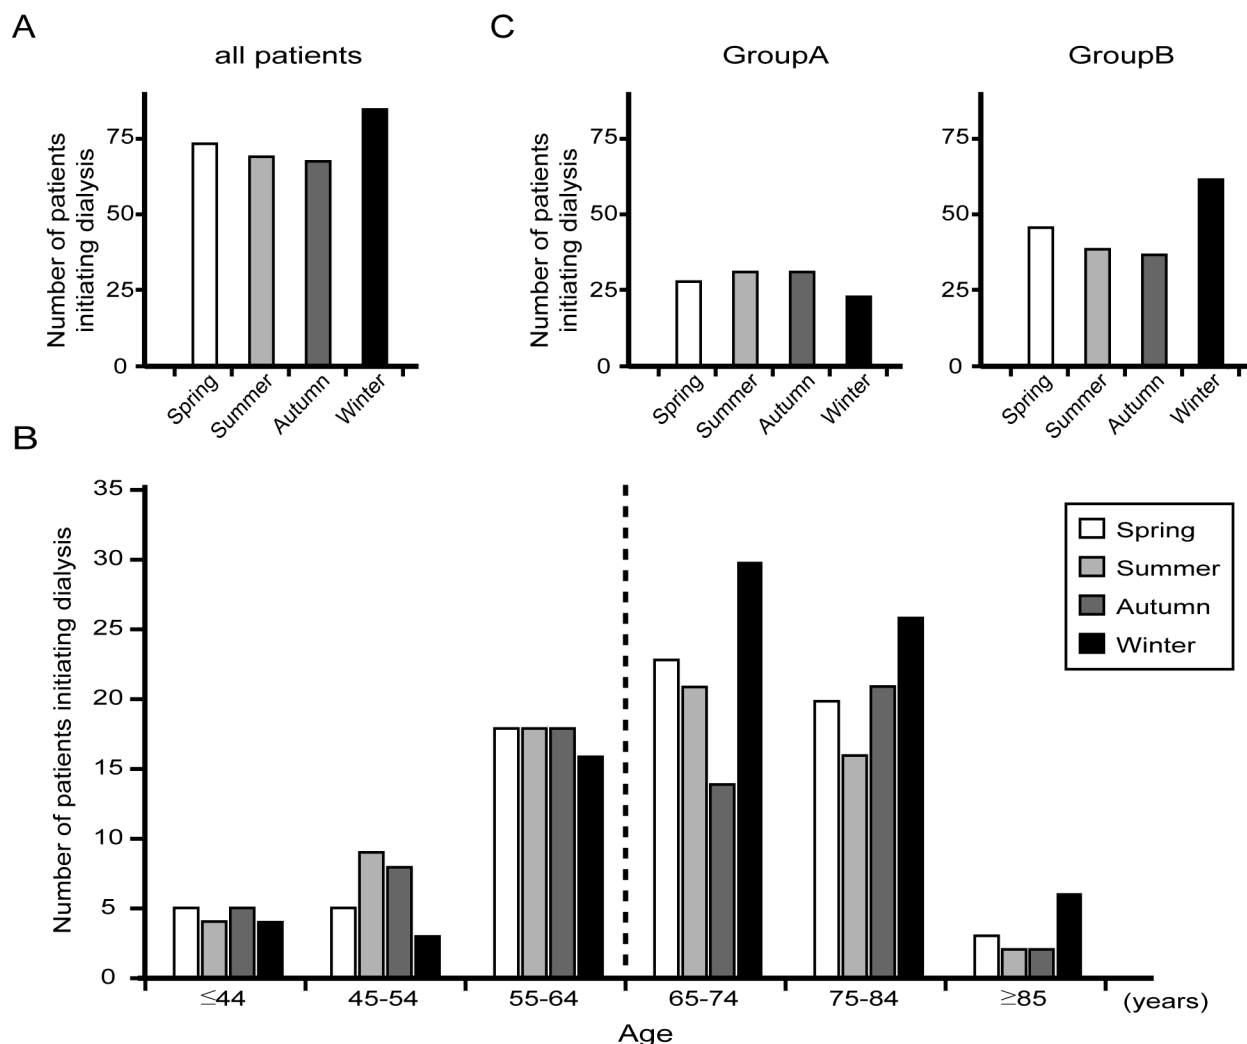 A
all patients
Number of patients
initiating dialysis
75
50
25
0
Spring
Summer
Autumn
Winter
C
GroupA
Number of patients
initiating dialysis
75
50
25
0
Spring
Summer
Autumn
Winter
GroupB
75
50
25
0
Spring
Summer
Autumn
Winter
B
Number of patients initiating dialysis
35
30
25
20
15
10
5
0
≦44
45-54
55-64
65-74
75-84
≧85
(years)
Age
Spring
Summer
Autumn
Winter